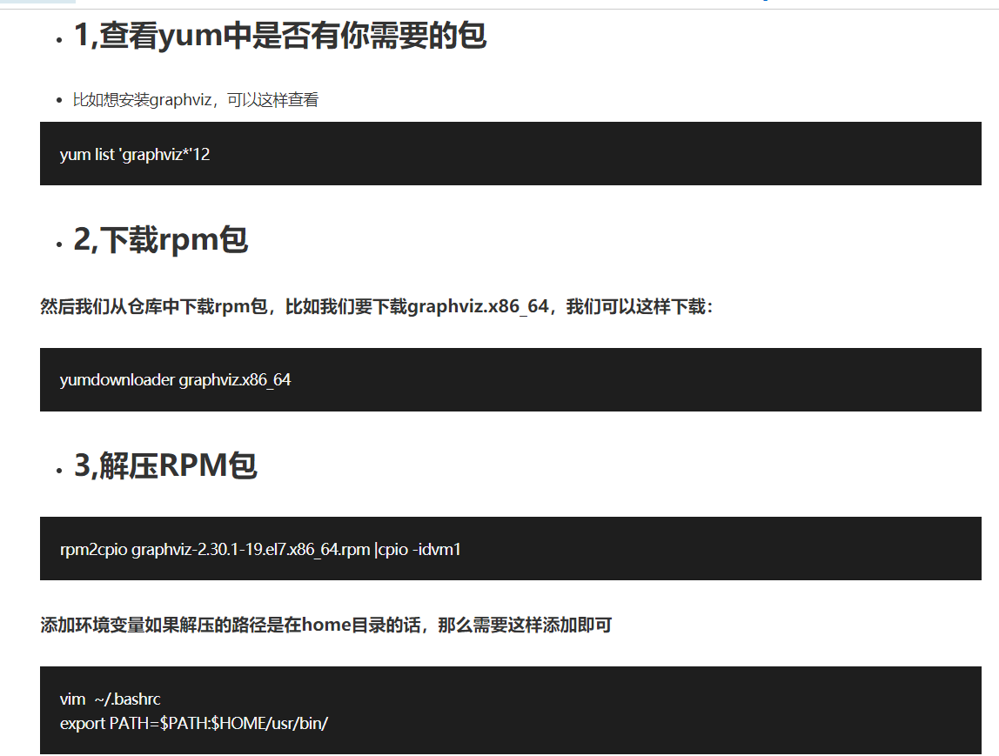 1,查看yum中是否有你需要的包
比如想安装graphviz，可以这样查看
yum list 'graphviz*'12
2,下载rpm包
然后我们从仓库中下载rpm包，比如我们要下载graphviz.x86_64，我们可以这样下载：
yumdownloader graphviz.x86_64
3,解压RPM包
rpm2cpio graphviz-2.30.1-19.el7.x86_64.rpm |cpio -idvm1
添加环境变量如果解压的路径是在home目录的话，那么需要这样添加即可
vim  ~/.bashrc
export PATH=$PATH:$HOME/usr/bin/